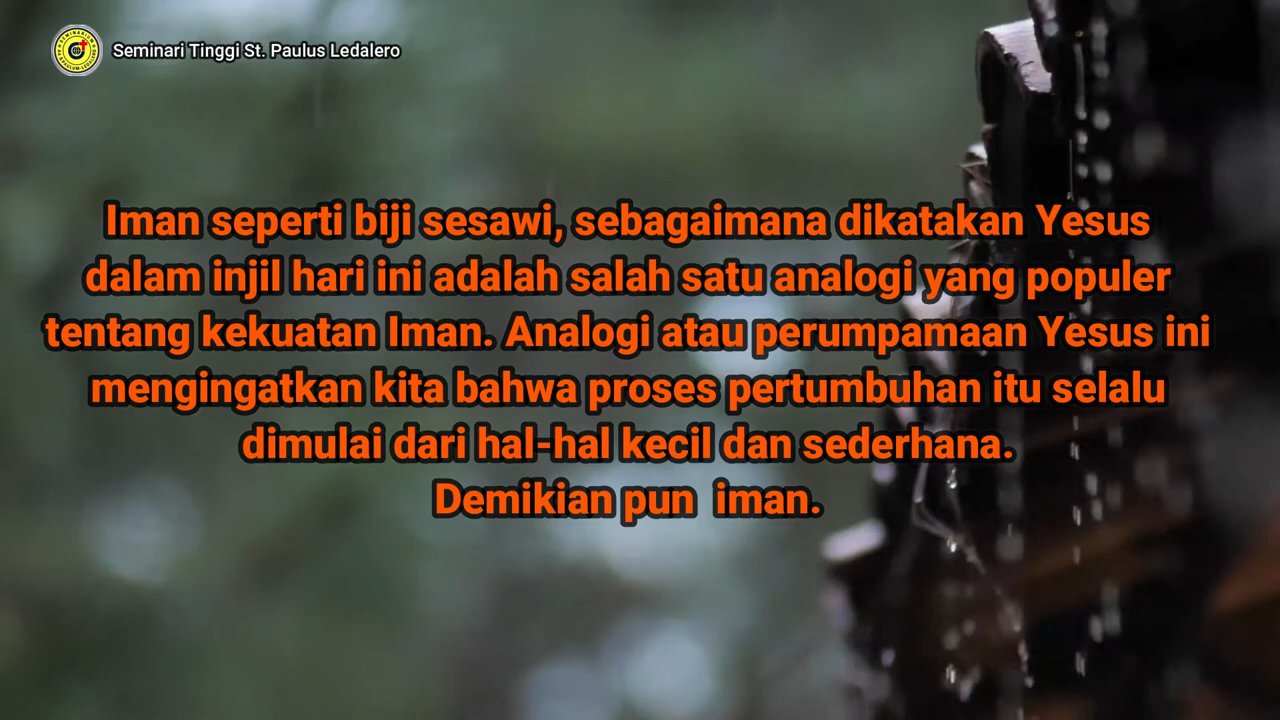 Seminari Tinggi St. Paulus Ledalero
Iman seperti biji sesawi, sebagaimana dikatakan Yesus
dalam injil hari ini adalah salah satu analogi yang populer
tentang kekuatan Iman. Analogi atau perumpamaan Yesus ini
mengingatkan kita bahwa proses pertumbuhan itu selalu
dimulai dari hal-hal kecil dan sederhana.
Demikian pun  iman.